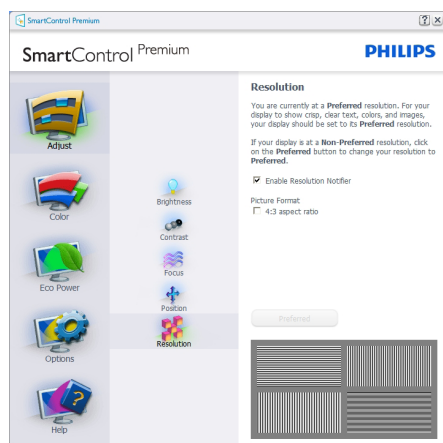 SmartControl Premium
SmartControl Premium
PHILIPS
Adjust
Color
Eco Power
Options
Help
Brightness
Contrast
Focus
Position
Resolution
Resolution
You are currently at a Preferred resolution. For your
display to show crisp, clear text, colors, and images,
your display should be set to its Preferred resolution.
If your display is at a Non-Preferred resolution, click
on the Preferred button to change your resolution to
Preferred.
Enable Resolution Notifier
Picture Format
4:3 aspect ratio
Preferred